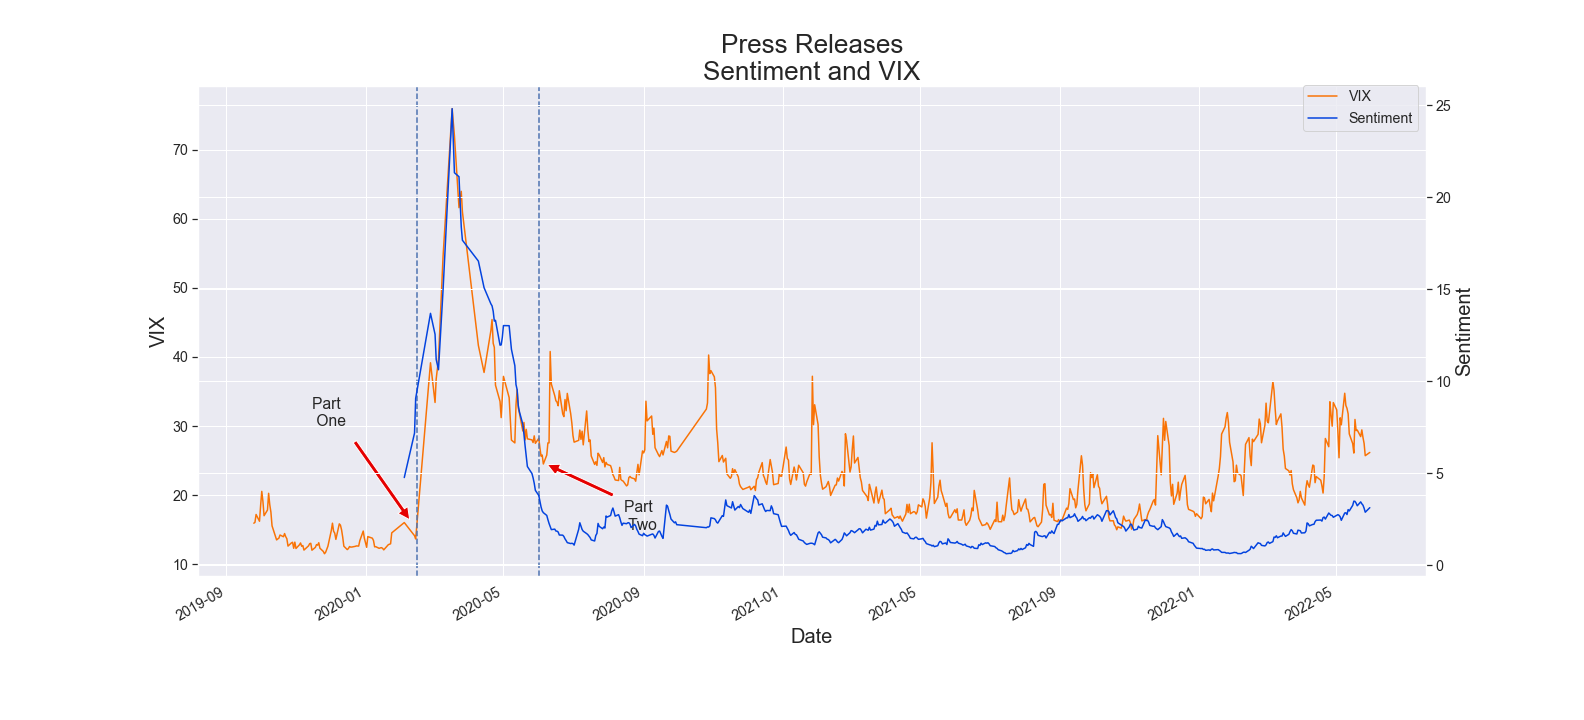 Press Releases
Sentiment and VIX
VIX
Sentiment
70
60
50
40
30
20
10
VIX
25
20
15
10
5
0
Sentiment
Part
One
Part
Two
2019-09
2020-01
2020-05
2020-09
2021-01
2021-05
2021-09
2022-01
2022-05
Date